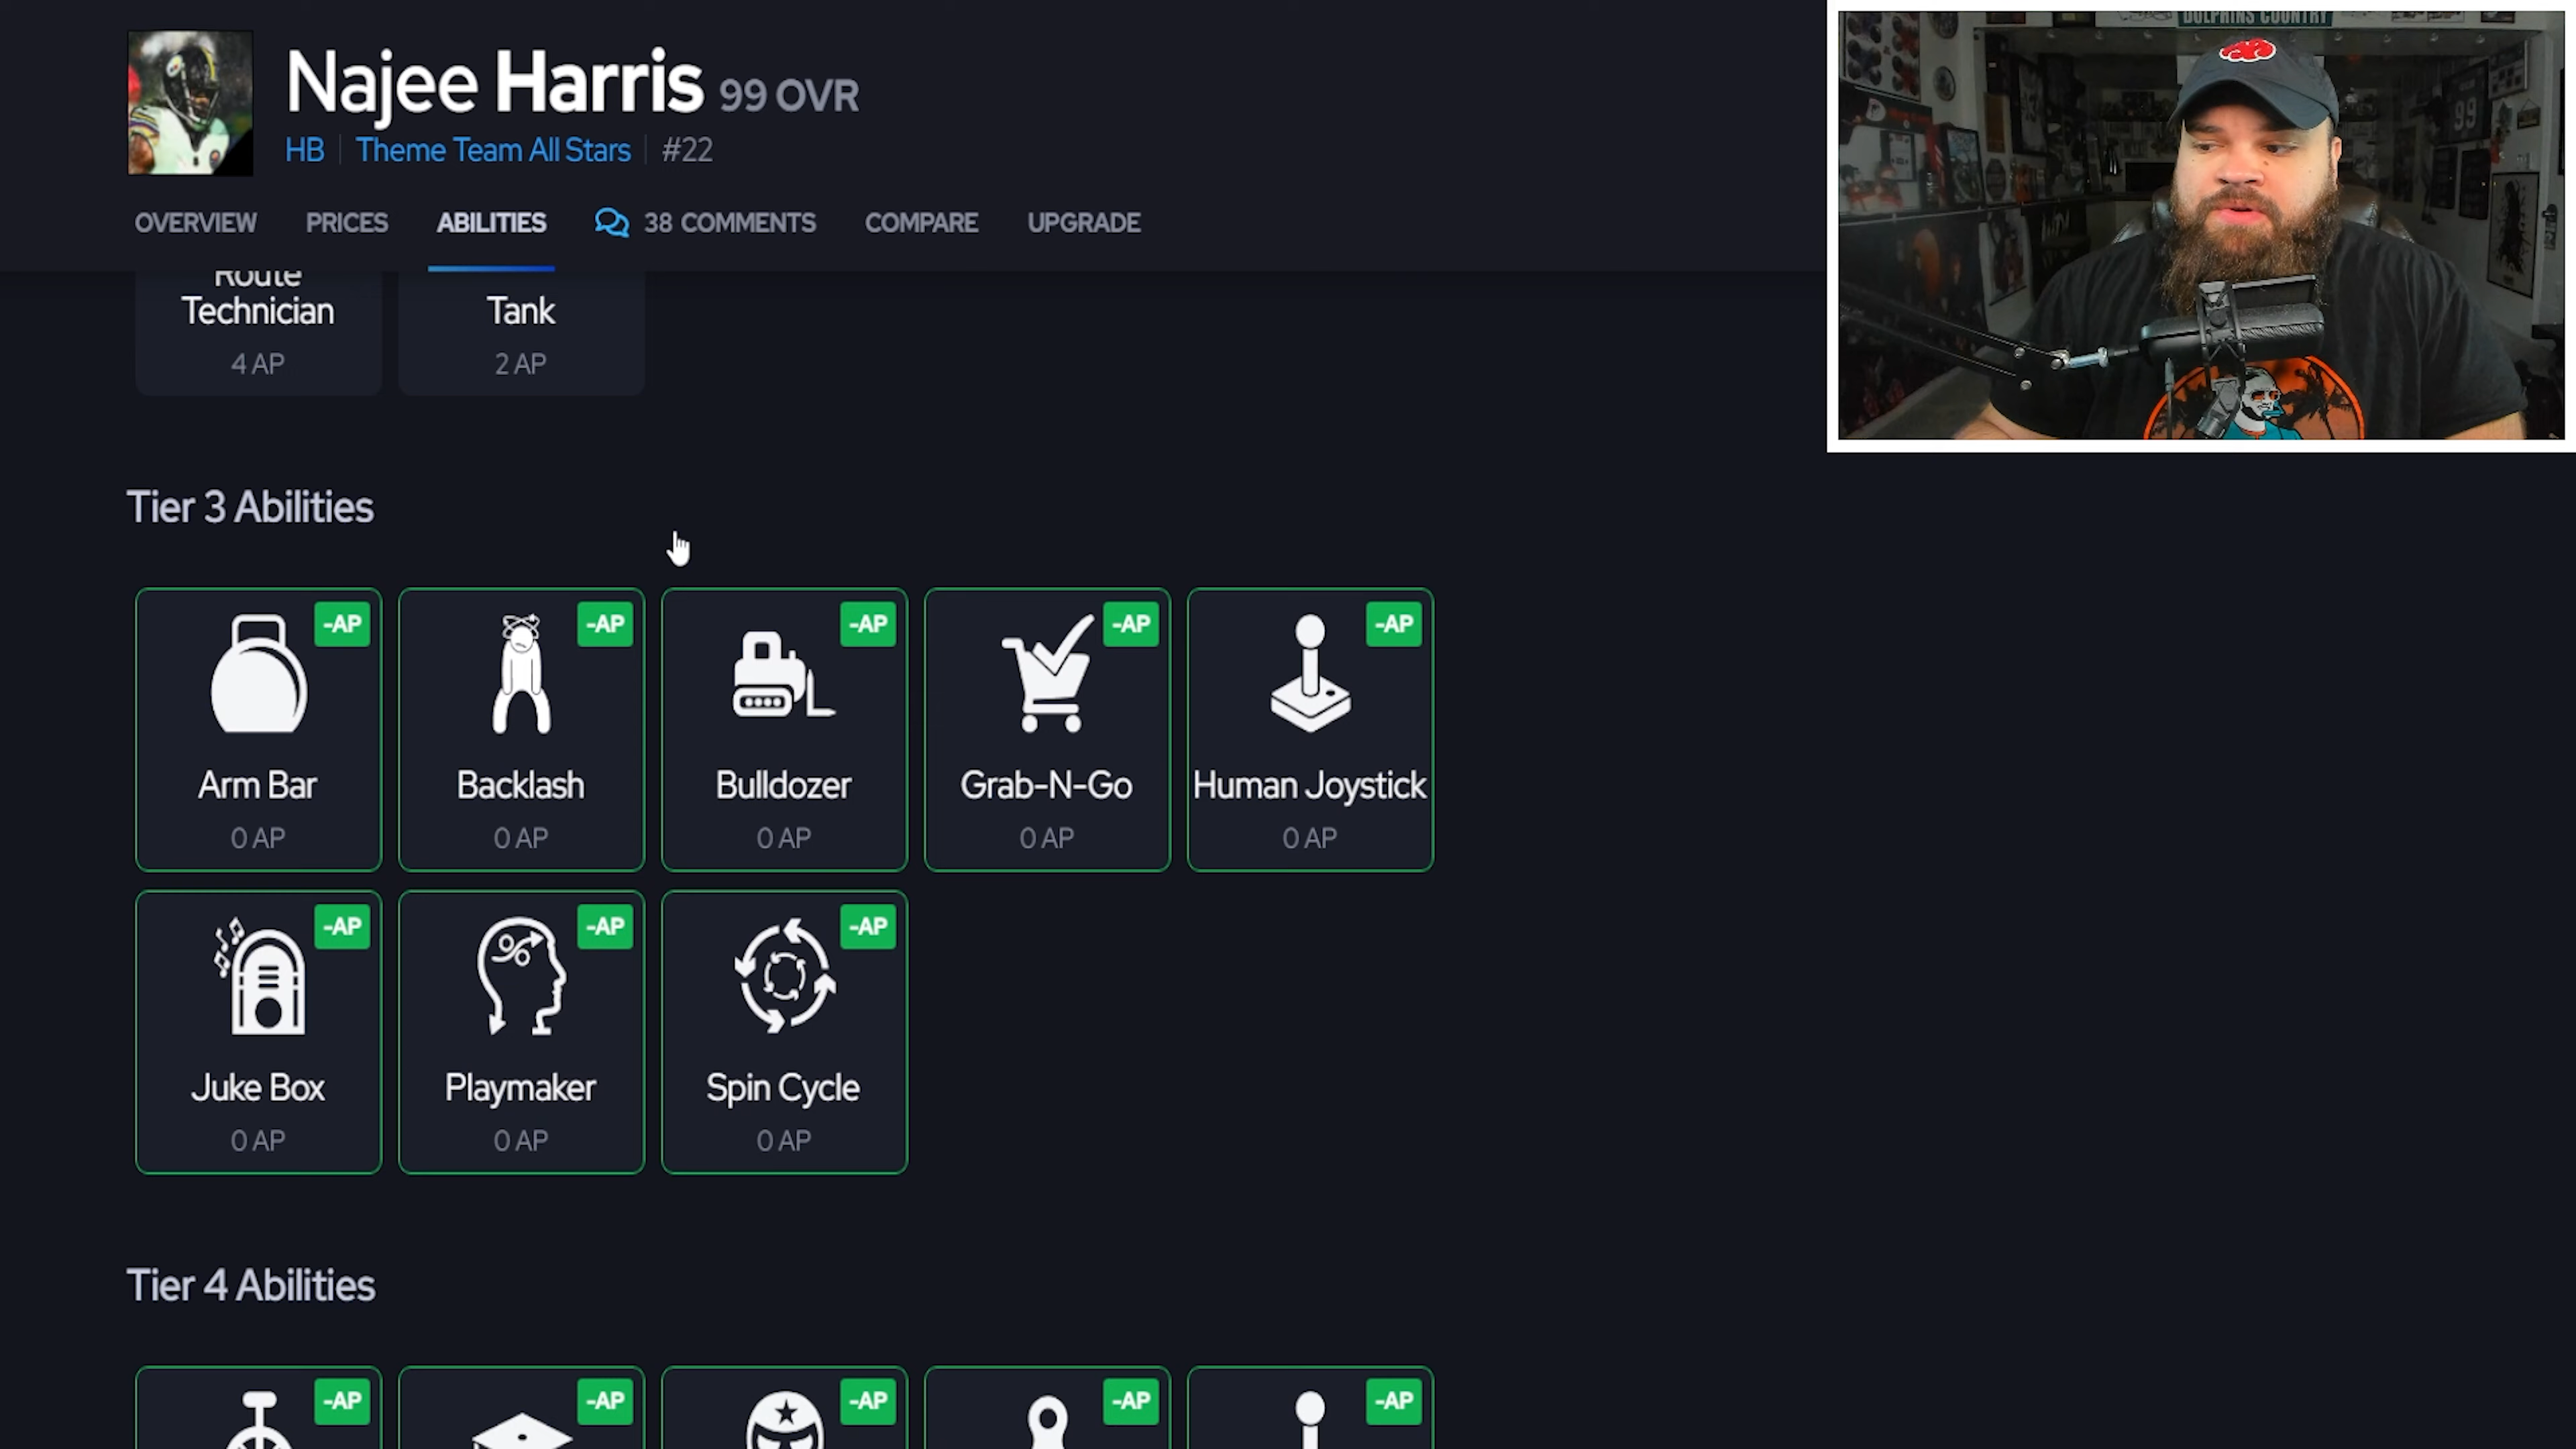 Najee Harris 99 OVR
HB | Theme Team All Stars | #22
OVERVIEW PRICES ABILITIES 38 COMMENTS COMPARE UPGRADE
Route
Technician
4 AP
Tank
2 AP
Tier 3 Abilities
-AP
Arm Bar
0 AP
-AP
Backlash
0 AP
-AP
Bulldozer
0 AP
-AP
Grab-N-Go
0 AP
-AP
Human Joystick
0 AP
-AP
Juke Box
0 AP
-AP
Playmaker
0 AP
-AP
Spin Cycle
0 AP
Tier 4 Abilities
-AP
-AP
-AP
-AP
-AP
DOLPHINS COUNTRY
99